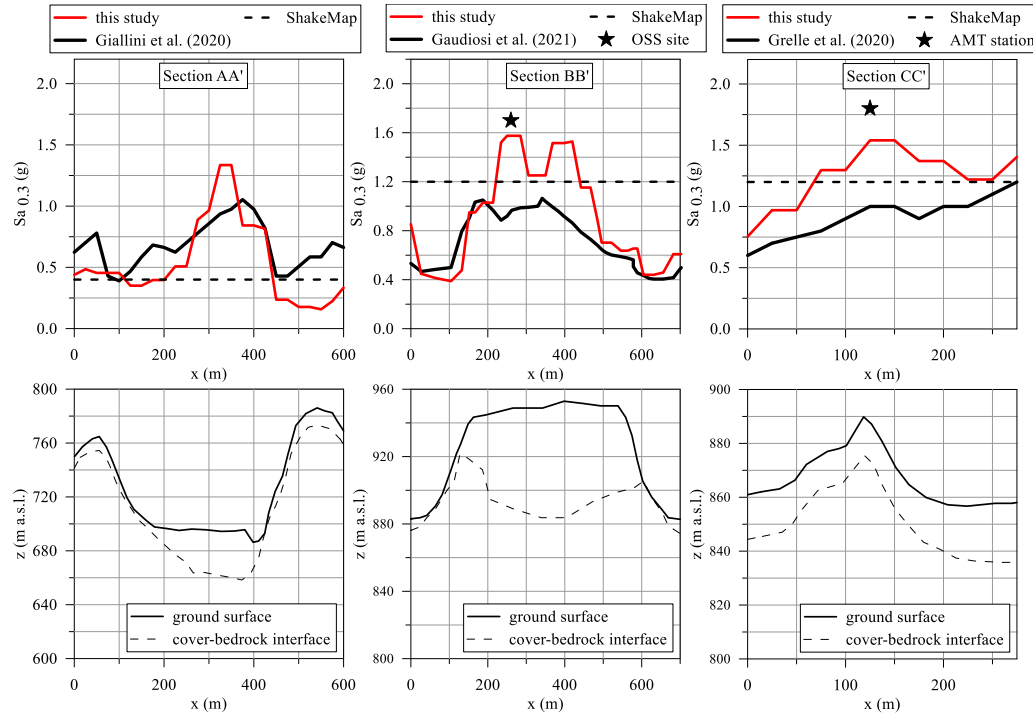 this study ShakeMap
Giallini et al. (2020)
this study ShakeMap
Gaudiosi et al. (2021) OSS site
this study ShakeMap
Grelle et al. (2020) AMT station
Section AA'
2.0
1.5
1.0
0.5
0.0
Sa 0.3 (g)
0 200 400 600
x (m)
Section BB'
2.0
1.6
1.2
0.8
0.4
0.0
Sa 0.3 (g)
0 200 400 600
x (m)
Section CC'
2.0
1.5
1.0
0.5
0.0
Sa 0.3 (g)
0 100 200
x (m)
800
760
720
680
640
600
z (m a.s.l.)
ground surface
cover-bedrock interface
0 200 400 600
x (m)
960
920
880
840
800
z (m a.s.l.)
ground surface
cover-bedrock interface
0 200 400 600
x (m)
900
880
860
840
820
800
z (m a.s.l.)
ground surface
cover-bedrock interface
0 100 200
x (m)